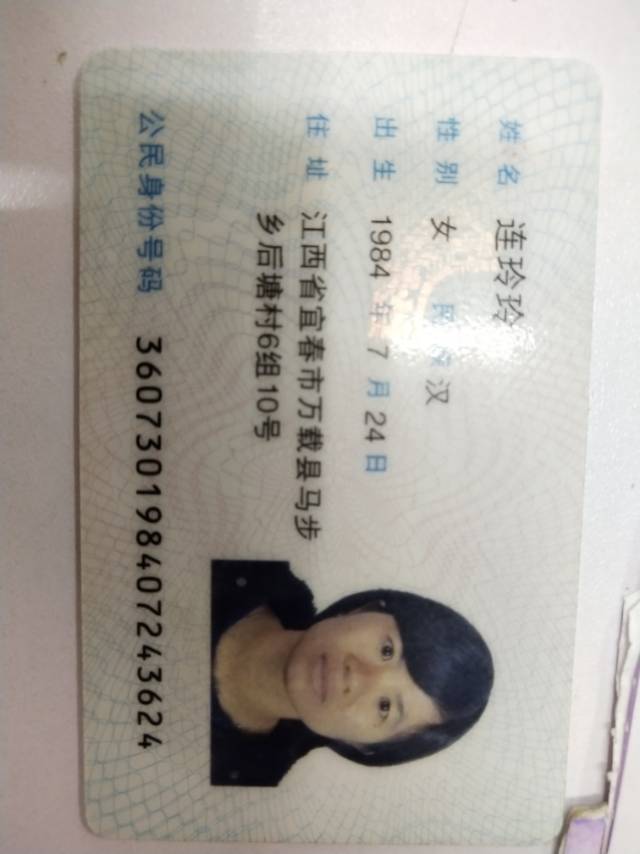 姓名 连玲玲
性别 女 民族 汉
出生 1984 年 7 月 24 日
住址 江西省宜春市万载县马步
乡后塘村6组10号
公民身份号码 360730198407243624